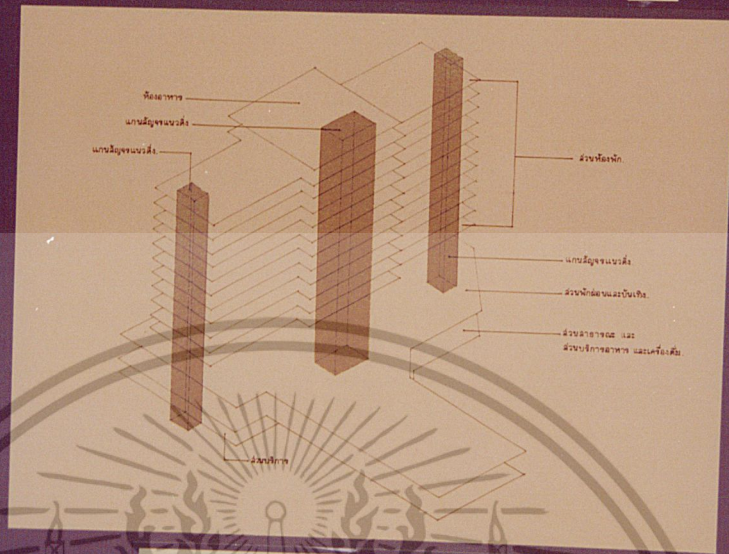 ห้องอาหาร
แกนสัญจรแนวตั้ง
แกนสัญจรแนวตั้ง.
ส่วนห้องพัก.
แกนสัญจรแนวตั้ง.
ส่วนพักผ่อนและบันเทิง.
ส่วนสาธารณะ และ
ส่วนบริการอาหาร และเครื่องดื่ม.
ส่วนบริการ